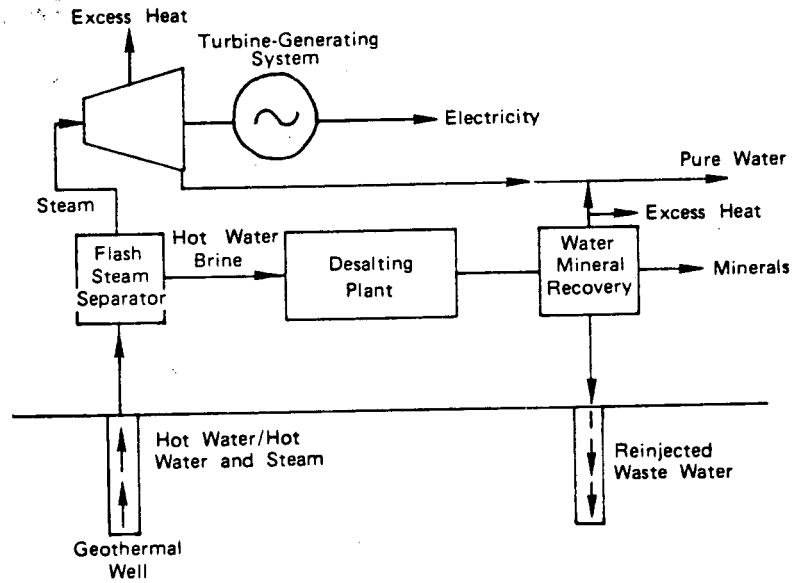 Excess Heat
Turbine-Generating
System
Electricity
Pure Water
Steam
Excess Heat
Hot Water
Brine
Flash
Steam
Separator
Desalting
Plant
Water
Mineral
Recovery
Minerals
Hot Water/Hot
Water and Steam
Reinjected
Waste Water
Geothermal
Well